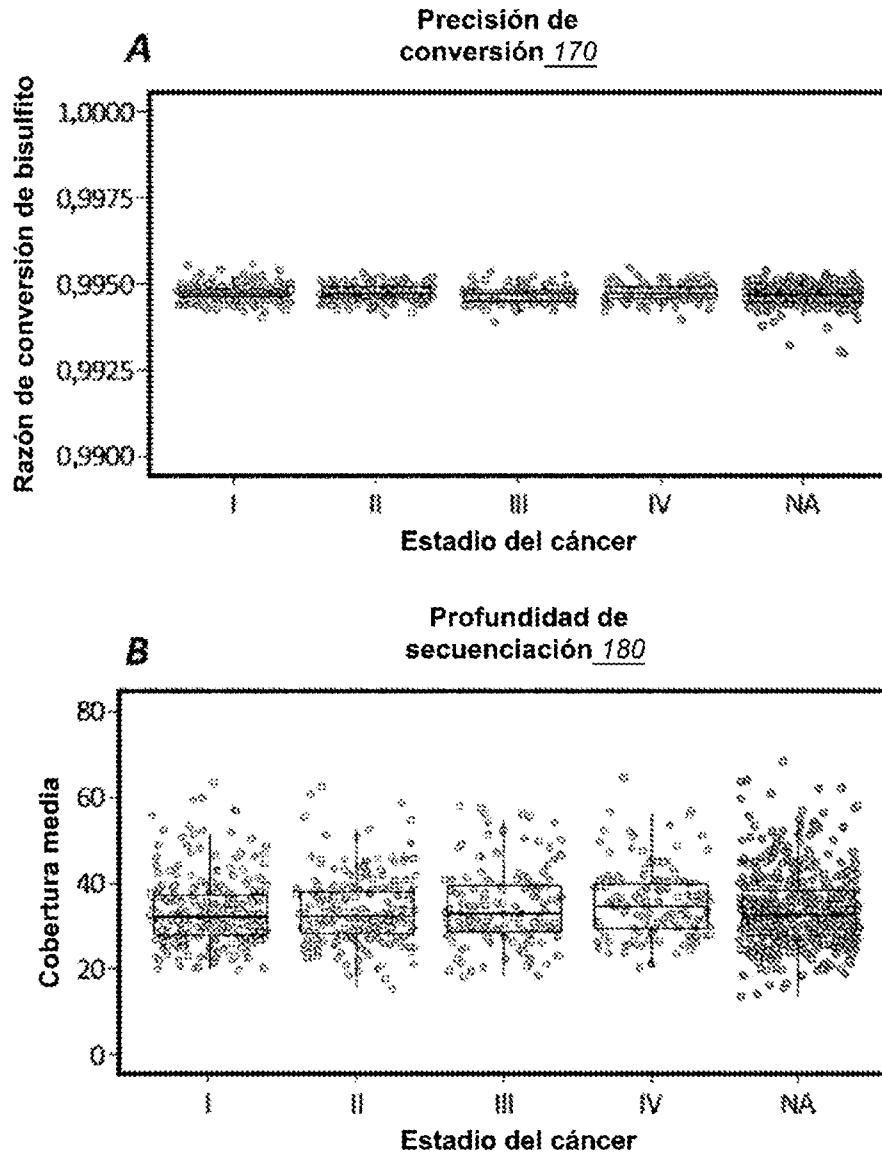 A
Precisión de
conversión 170
Razón de conversión de bisulfito
1,0000
0,9975
0,9950
0,9925
0,9900
I II III IV NA
Estadio del cáncer
B
Profundidad de
secuenciación 180
Cobertura media
80
60
40
20
0
I II III IV NA
Estadio del cáncer